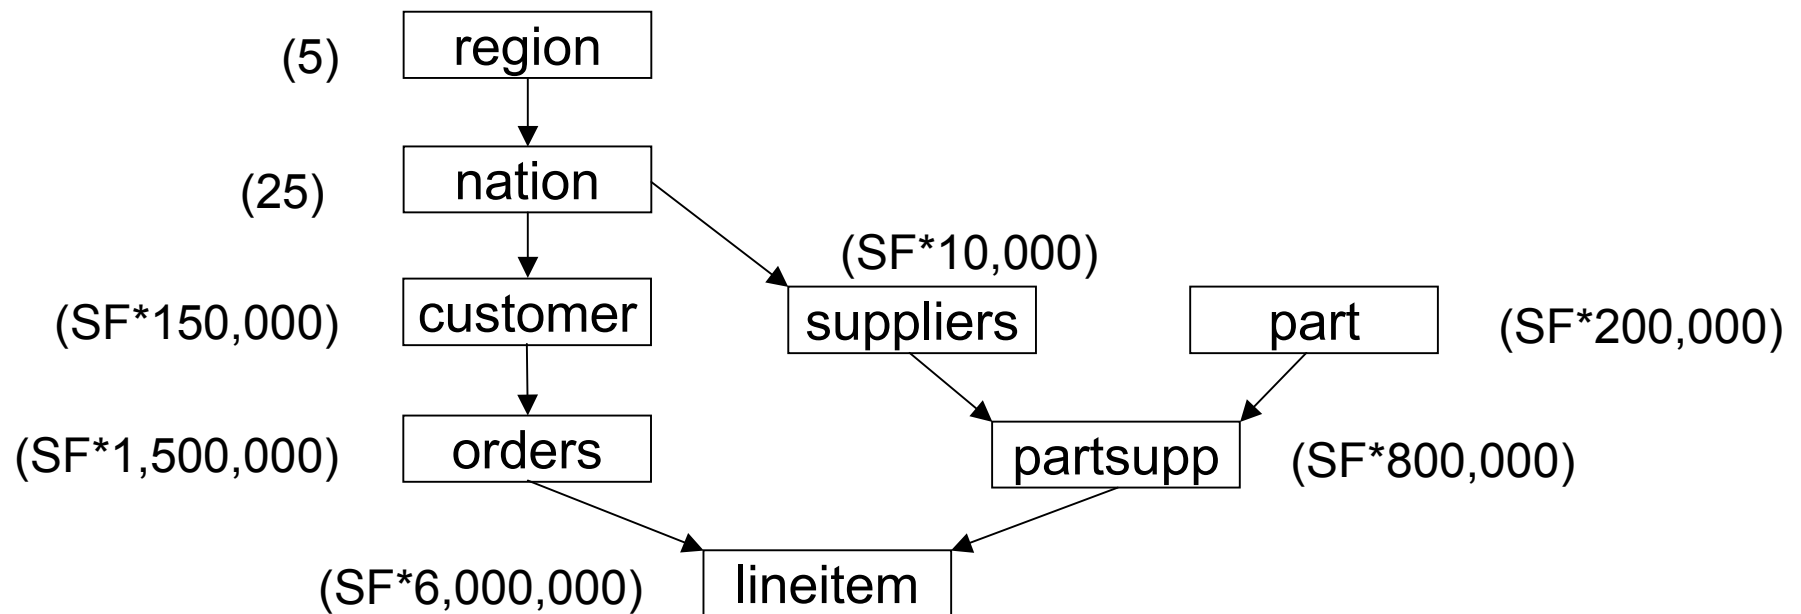 (5)
region
(25)
nation
(SF*10,000)
(SF*150,000)
customer
suppliers
part
(SF*200,000)
(SF*1,500,000)
orders
partsupp
(SF*800,000)
(SF*6,000,000)
lineitem